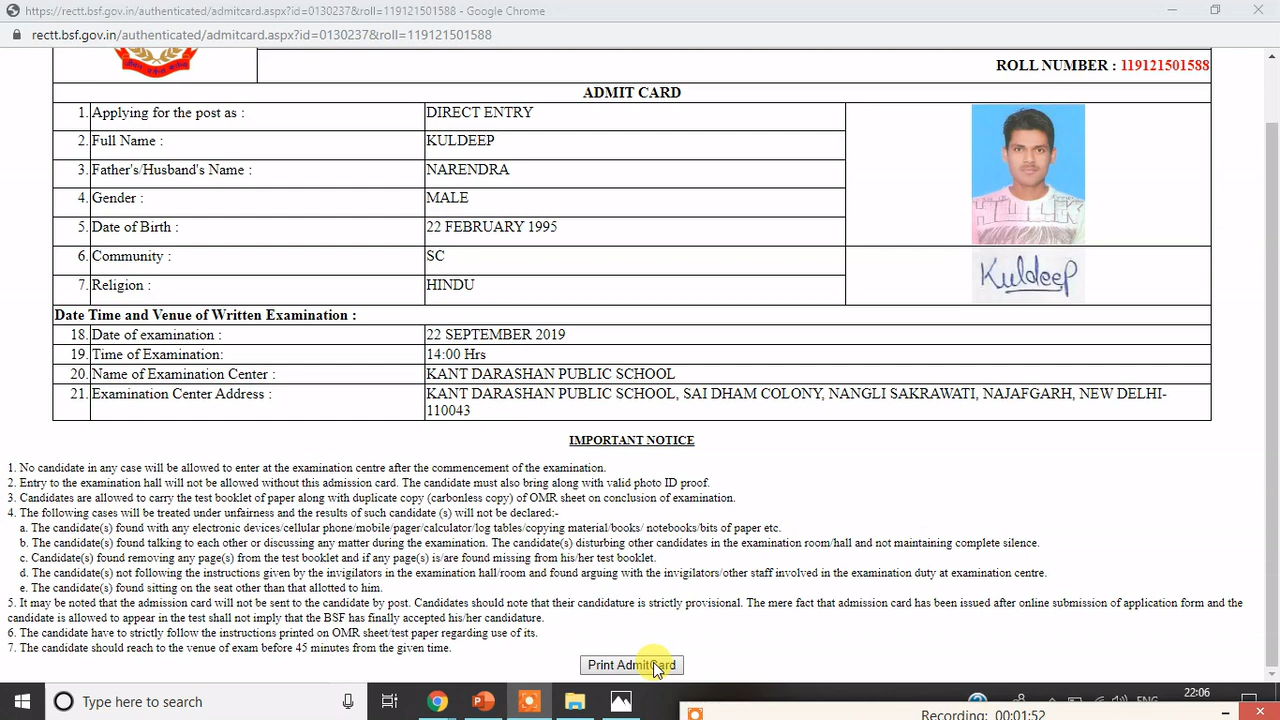 https://rectt.bsf.gov.in/authenticated/admitcard.aspx?id=0130237&roll=119121501588 - Google Chrome
rectt.bsf.gov.in/authenticated/admitcard.aspx?id=0130237&roll=119121501588
ROLL NUMBER : 119121501588
ADMIT CARD
1. Applying for the post as : DIRECT ENTRY
2. Full Name : KULDEEP
3. Father's/Husband's Name : NARENDRA
4. Gender : MALE
5. Date of Birth : 22 FEBRUARY 1995
6. Community : SC
Kuldeep
7. Religion : HINDU
Date Time and Venue of Written Examination :
18. Date of examination : 22 SEPTEMBER 2019
19. Time of Examination: 14:00 Hrs
20. Name of Examination Center : KANT DARASHAN PUBLIC SCHOOL
21. Examination Center Address : KANT DARASHAN PUBLIC SCHOOL, SAI DHAM COLONY, NANGLI SAKRAWATI, NAJAFGARH, NEW DELHI-
110043
IMPORTANT NOTICE
1. No candidate in any case will be allowed to enter at the examination centre after the commencement of the examination.
2. Entry to the examination hall will not be allowed without this admission card. The candidate must also bring along with valid photo ID proof.
3. Candidates are allowed to carry the test booklet of paper along with duplicate copy (carbonless copy) of OMR sheet on conclusion of examination.
4. The following cases will be treated under unfairness and the results of such candidate (s) will not be declared:-
a. The candidate(s) found with any electronic devices/cellular phone/mobile/pager/calculator/log tables/copying material/books/ notebooks/bits of paper etc.
b. The candidate(s) found talking to each other or discussing any matter during the examination. The candidate(s) disturbing other candidates in the examination room/hall and not maintaining complete silence.
c. Candidate(s) found removing any page(s) from the test booklet and if any page(s) is/are found missing from his/her test booklet.
d. The candidate(s) not following the instructions given by the invigilators in the examination hall/room and found arguing with the invigilators/other staff involved in the examination duty at examination centre.
e. The candidate(s) found sitting on the seat other than that allotted to him.
5. It may be noted that the admission card will not be sent to the candidate by post. Candidates should note that their candidature is strictly provisional. The mere fact that admission card has been issued after online submission of application form and the
candidate is allowed to appear in the test shall not imply that the BSF has finally accepted his/her candidature.
6. The candidate have to strictly follow the instructions printed on OMR sheet/test paper regarding use of its.
7. The candidate should reach to the venue of exam before 45 minutes from the given time.
Print AdmitCard
Type here to search
ENG
22:06
Recording: 00:01:52